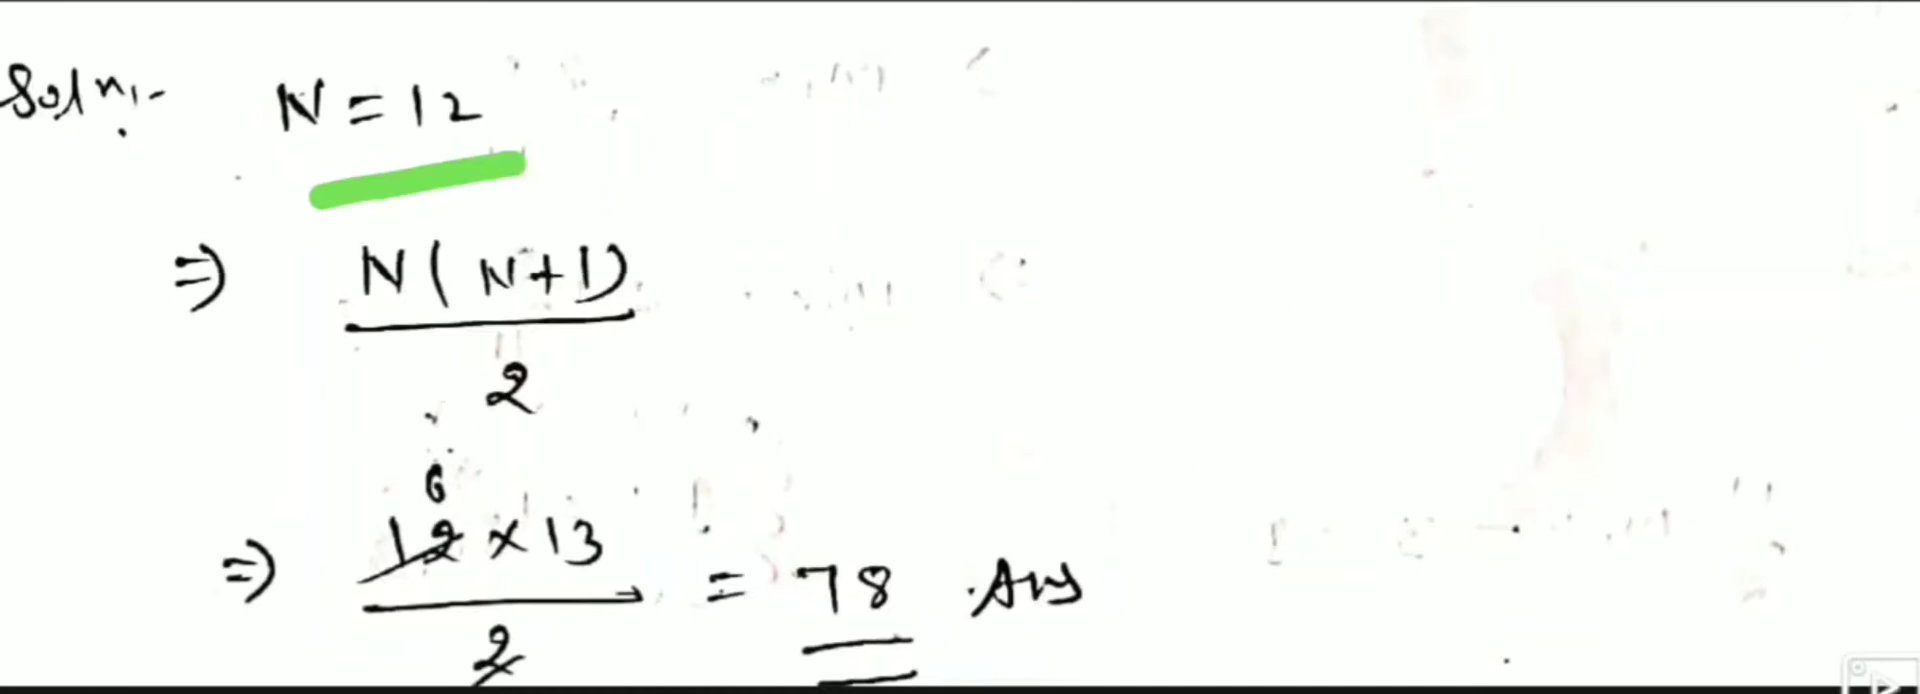 Soln:- N = 12
=> N(N+1)
2
6
=> 12 x 13 = 78 Ans
2